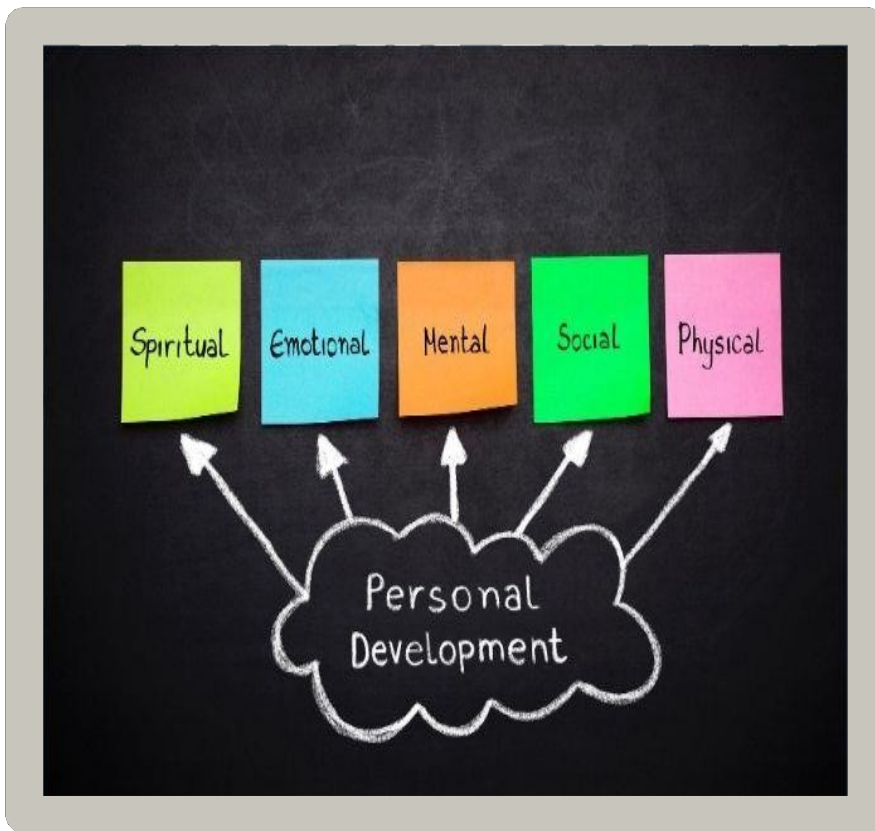 Spiritual
Emotional
Mental
Social
Physical
Personal
Development